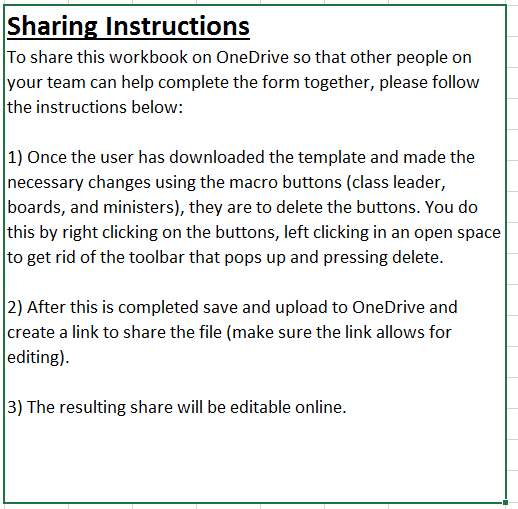 Sharing Instructions
To share this workbook on OneDrive so that other people on
your team can help complete the form together, please follow
the instructions below:
1) Once the user has downloaded the template and made the
necessary changes using the macro buttons (class leader,
boards, and ministers), they are to delete the buttons. You do
this by right clicking on the buttons, left clicking in an open space
to get rid of the toolbar that pops up and pressing delete.
2) After this is completed save and upload to OneDrive and
create a link to share the file (make sure the link allows for
editing).
3) The resulting share will be editable online.